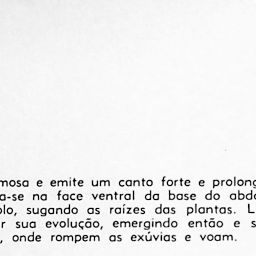 mosa e emite um canto forte e prolong
a-se na face ventral da base do abdo
olo, sugando as raízes das plantas. L
r sua evolução, emergindo então e s
, onde rompem as exúvias e voam.